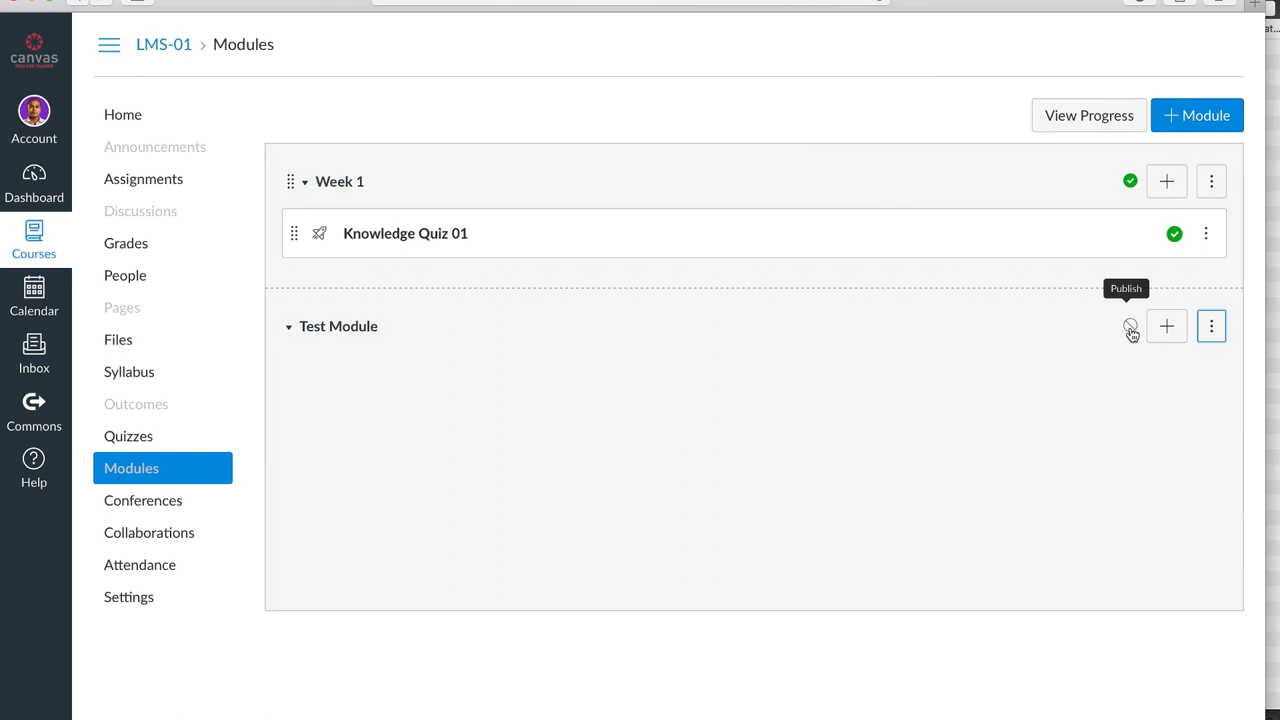 LMS-01 › Modules
canvas
Account
Dashboard
Courses
Calendar
Inbox
Commons
Help
Home
Announcements
Assignments
Discussions
Grades
People
Pages
Files
Syllabus
Outcomes
Quizzes
Modules
Conferences
Collaborations
Attendance
Settings
View Progress
+ Module
Week 1
Knowledge Quiz 01
Publish
Test Module